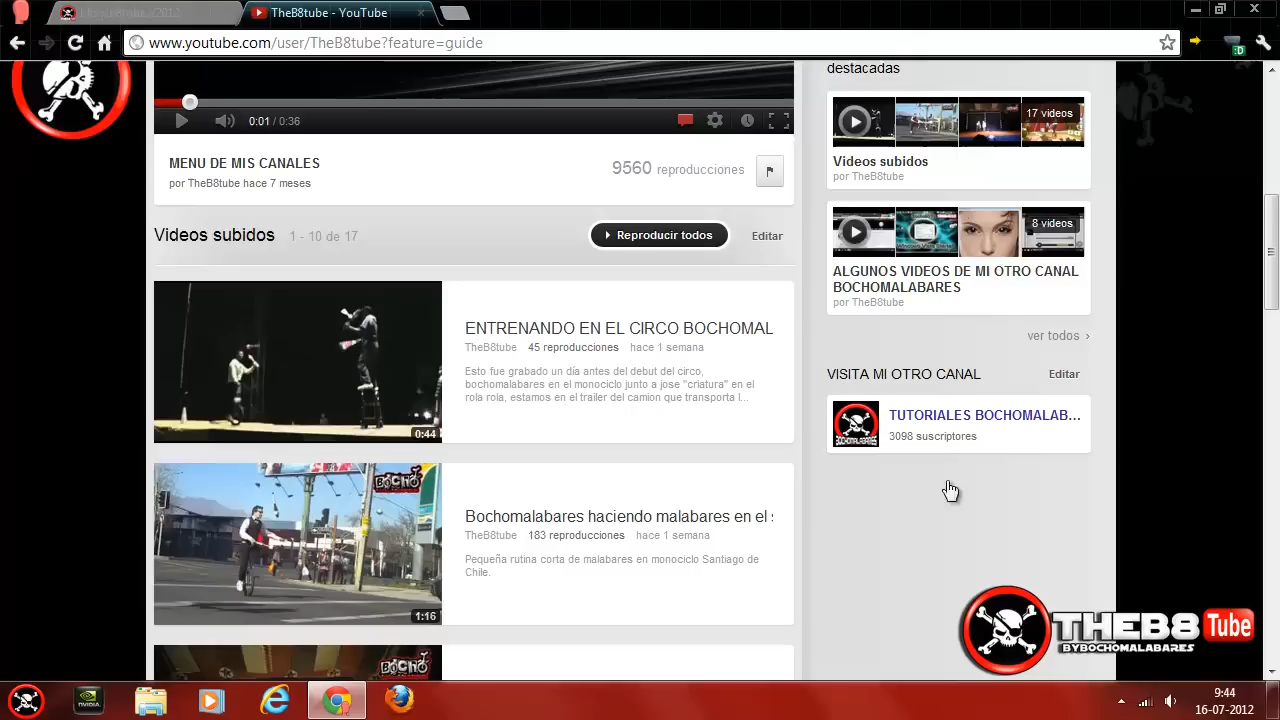 TheB8tube - YouTube
www.youtube.com/user/TheB8tube?feature=guide
0:01 / 0:36
MENU DE MIS CANALES
por TheB8tube hace 7 meses
9560 reproducciones
Videos subidos 1 - 10 de 17
Reproducir todos
Editar
ENTRENANDO EN EL CIRCO BOCHOMAL
TheB8tube 45 reproducciones hace 1 semana
Esto fue grabado un día antes del debut del circo,
bochomalabares en el monociclo junto a jose "criatura" en el
rola rola, estamos en el trailer del camion que transporta l...
0:44
BOCHO
Bochomalabares haciendo malabares en el s
TheB8tube 183 reproducciones hace 1 semana
Pequeña rutina corta de malabares en monociclo Santiago de
Chile.
1:16
BOCHO
destacadas
17 videos
Videos subidos
por TheB8tube
8 videos
ALGUNOS VIDEOS DE MI OTRO CANAL
BOCHOMALABARES
por TheB8tube
ver todos ›
VISITA MI OTRO CANAL
Editar
BOCHOMALABARES
TUTORIALES BOCHOMALAB...
3098 suscriptores
THEB8 Tube
BYBOCHOMALABARES
NVIDIA
9:44
16-07-2012